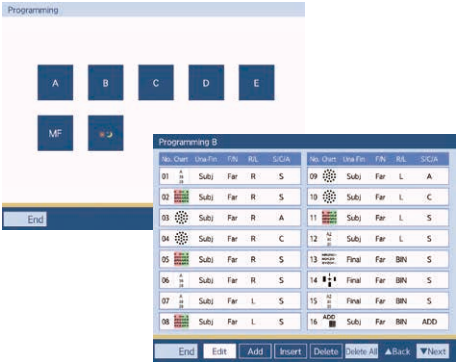 Programming
A B C D E
MF
End
Programming B
No. Chart Una Fin F/N R/L S/C/A No. Chart Una Fin F/N R/L S/C/A
01 Subj Far R S 09 Subj Far L A
02 Subj Far R S 10 Subj Far L C
03 Subj Far R A 11 Subj Far L S
04 Subj Far R C 12 Subj Far L S
05 Subj Far R S 13 Final Far BIN S
06 Subj Far R S 14 Final Far BIN S
07 Subj Far L S 15 Final Far BIN S
08 Subj Far L S 16 ADD Subj Far BIN ADD
End Edit Add Insert Delete Delete All ▲Back ▼Next